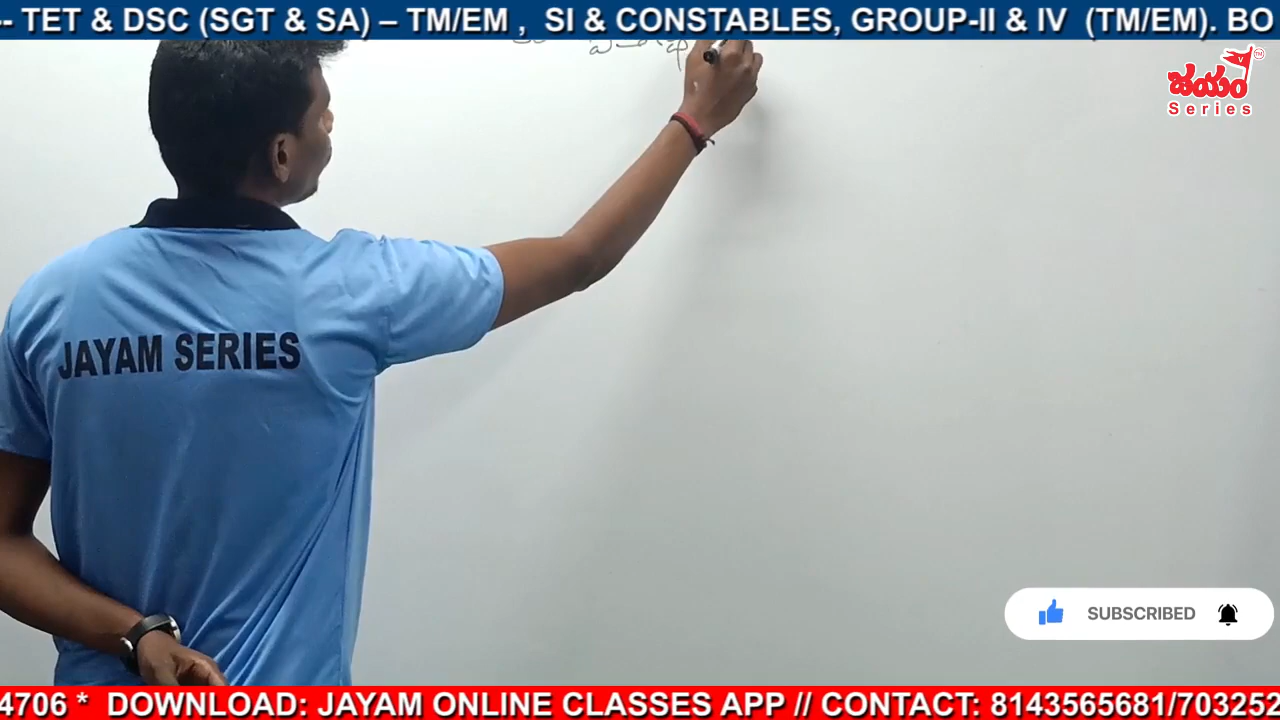 -- TET & DSC (SGT & SA) – TM/EM , SI & CONSTABLES, GROUP-II & IV (TM/EM). BO
జయం
V
TM
Series
JAYAM SERIES
SUBSCRIBED
4706 * DOWNLOAD: JAYAM ONLINE CLASSES APP // CONTACT: 8143565681/703252